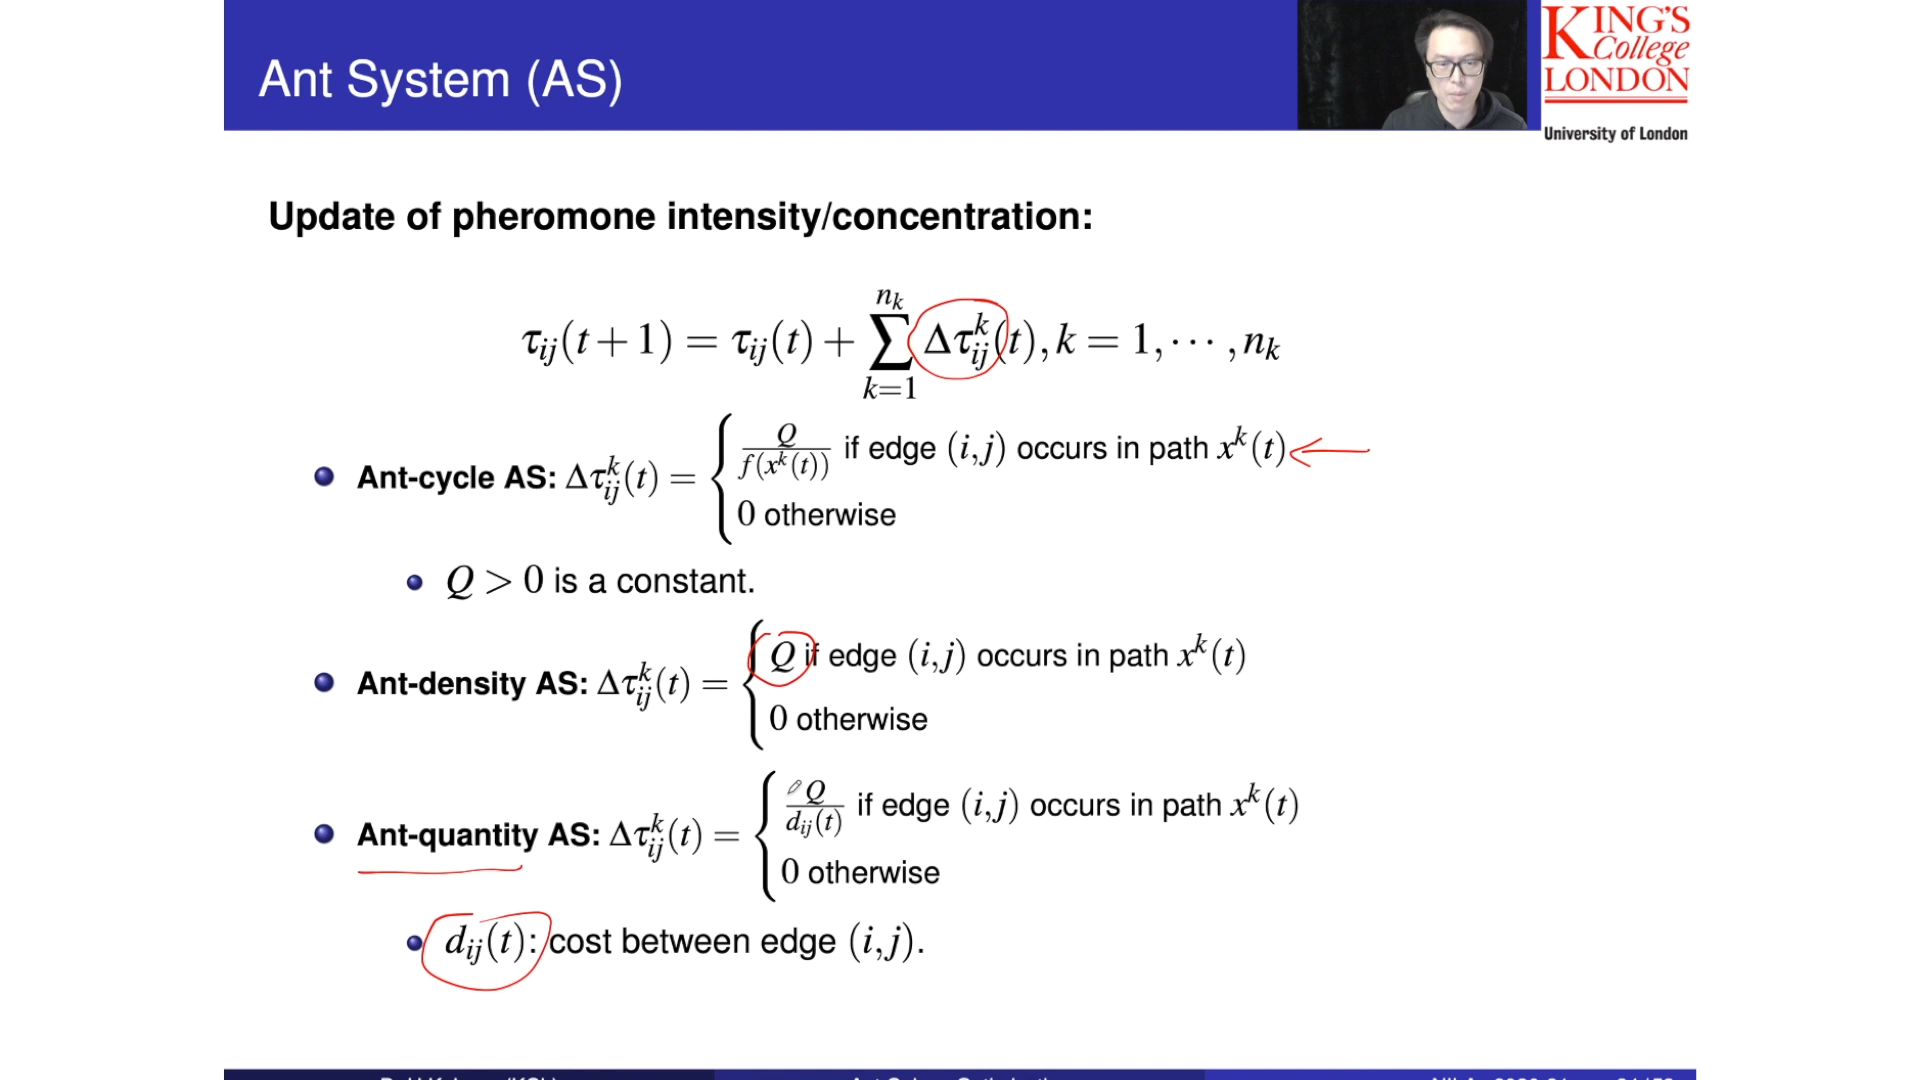 Ant System (AS)
KING'S
College
LONDON
University of London
Update of pheromone intensity/concentration:
τ_ij(t+1) = τ_ij(t) + ∑_{k=1}^{n_k} Δτ_ij^k(t), k = 1, ⋯ , n_k
Ant-cycle AS: Δτ_ij^k(t) = { Q / f(x^k(t)) if edge (i, j) occurs in path x^k(t)
0 otherwise
Q > 0 is a constant.
Ant-density AS: Δτ_ij^k(t) = { Q if edge (i, j) occurs in path x^k(t)
0 otherwise
Ant-quantity AS: Δτ_ij^k(t) = { Q / d_ij(t) if edge (i, j) occurs in path x^k(t)
0 otherwise
d_ij(t): cost between edge (i, j).